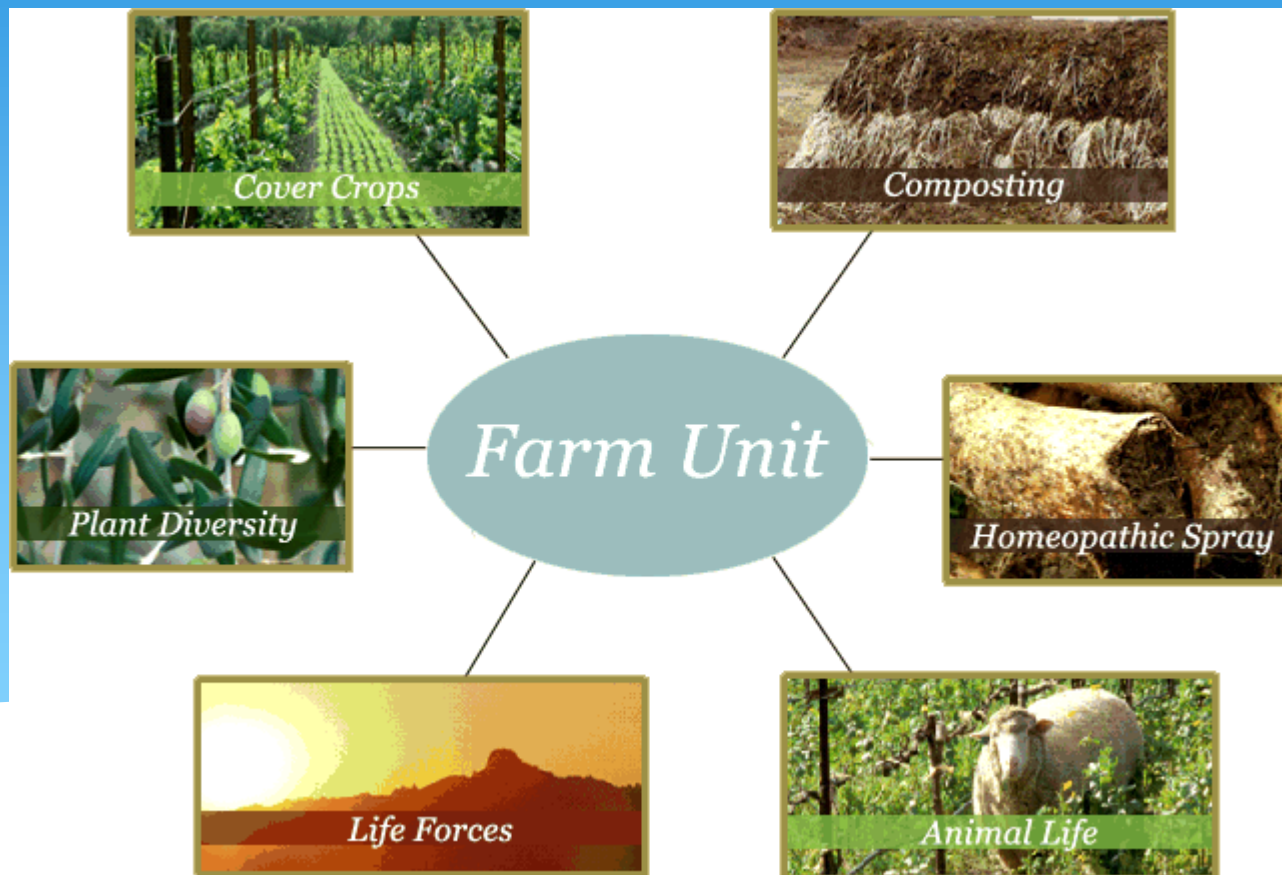 Cover Crops
Composting
Farm Unit
Plant Diversity
Homeopathic Spray
Life Forces
Animal Life